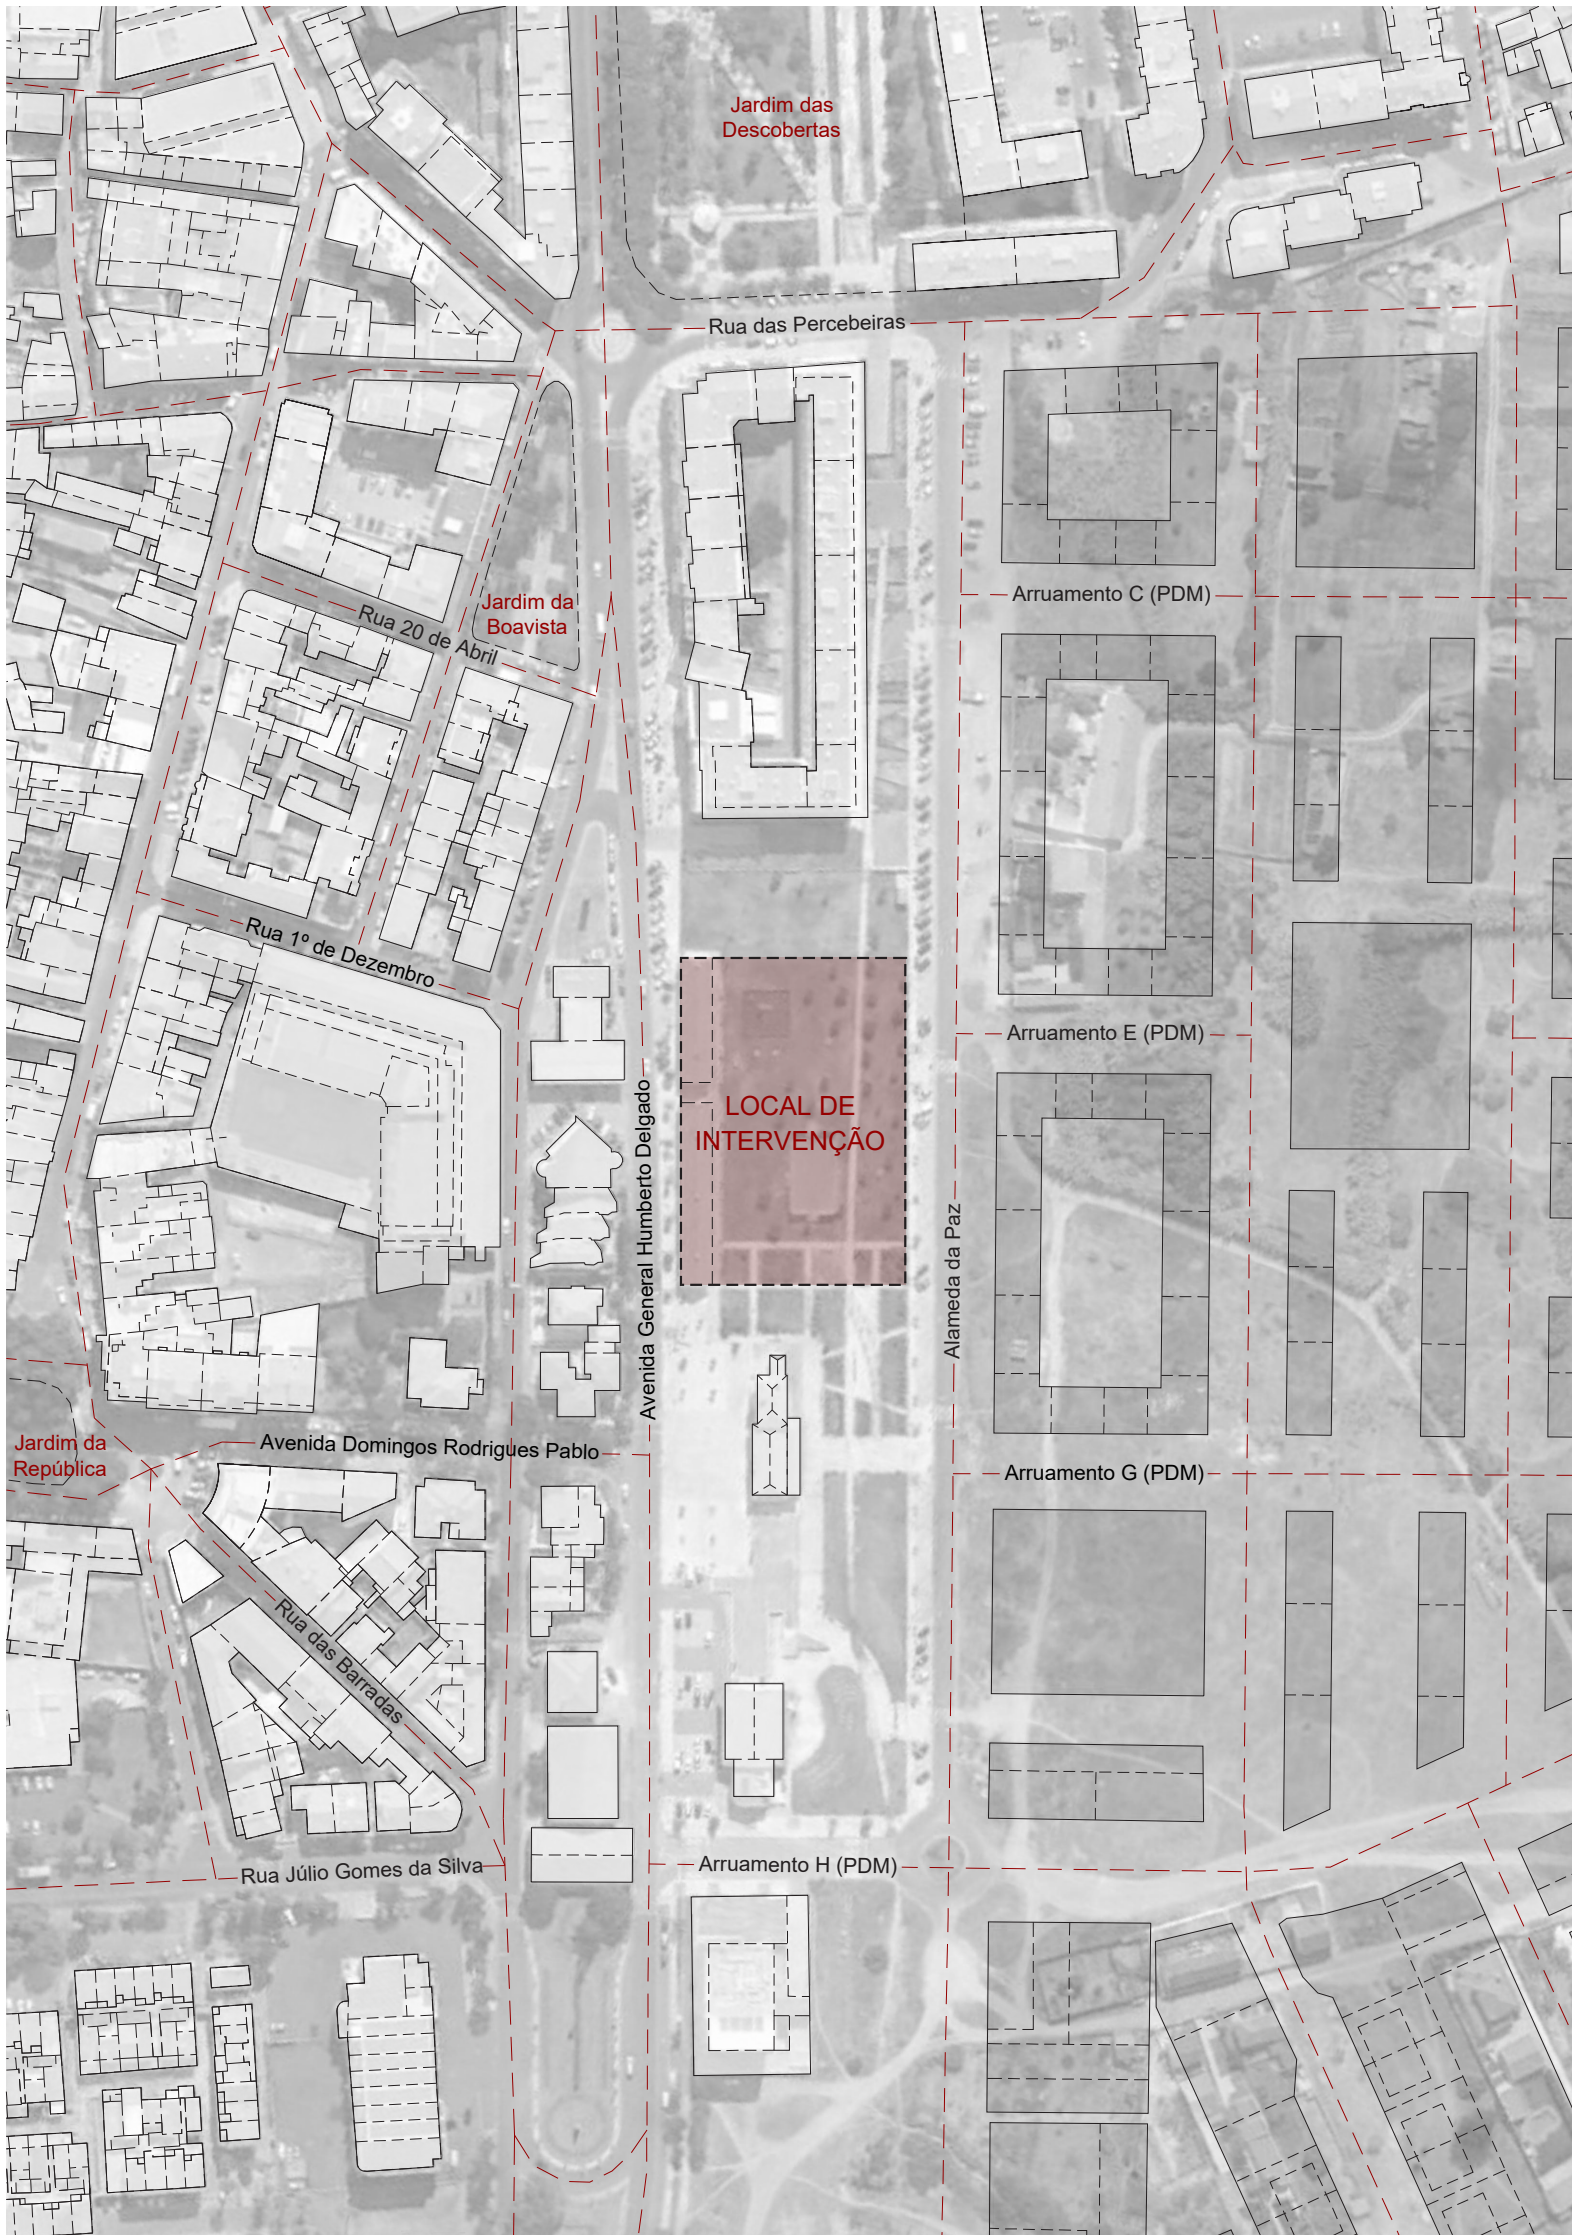 Jardim das
Descobertas
Rua das Percebeiras
Jardim da
Boavista
Arruamento C (PDM)
Rua 20 de Abril
Rua 1º de Dezembro
Arruamento E (PDM)
LOCAL DE
INTERVENÇÃO
Avenida General Humberto Delgado
Alameda da Paz
Jardim da
República
Avenida Domingos Rodrigues Pablo
Arruamento G (PDM)
Rua das Barradas
Rua Júlio Gomes da Silva
Arruamento H (PDM)